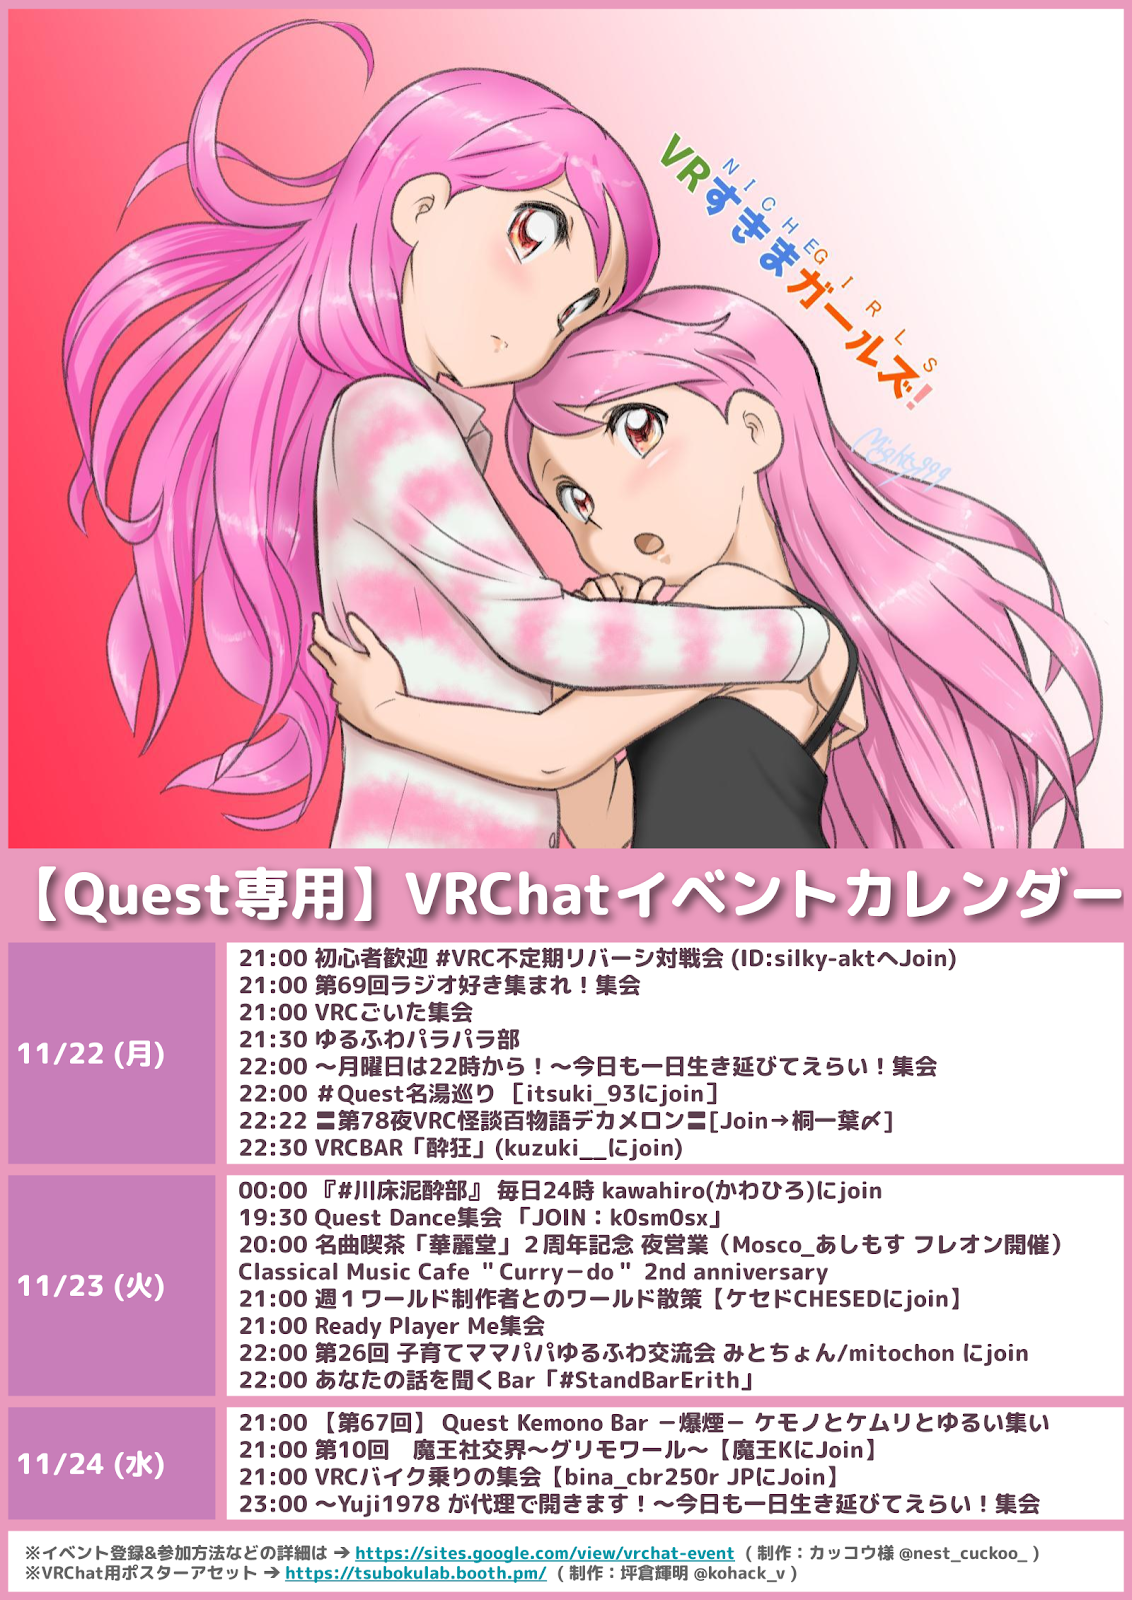 NICHE GIRLS
VRすきまガールズ!
Mighty999
【Quest専用】VRChatイベントカレンダー
11/22 (月)
21:00 初心者歓迎 #VRC不定期リバーシ対戦会 (ID:silky-aktへJoin)
21:00 第69回ラジオ好き集まれ！集会
21:00 VRCごいた集会
21:30 ゆるふわパラパラ部
22:00 〜月曜日は22時から！〜今日も一日生き延びてえらい！集会
22:00 ＃Quest名湯巡り ［itsuki_93にjoin］
22:22 〓第78夜VRC怪談百物語デカメロン〓[Join→桐一葉〆]
22:30 VRCBAR「酔狂」(kuzuki__にjoin)
11/23 (火)
00:00 『#川床泥酔部』 毎日24時 kawahiro(かわひろ)にjoin
19:30 Quest Dance集会 「JOIN：k0sm0sx」
20:00 名曲喫茶「華麗堂」２周年記念 夜営業（Mosco_あしもす フレオン開催）
Classical Music Cafe ＂Curry－do＂ 2nd anniversary
21:00 週１ワールド制作者とのワールド散策【ケセドCHESEDにjoin】
21:00 Ready Player Me集会
22:00 第26回 子育てママパパゆるふわ交流会 みとちょん/mitochon にjoin
22:00 あなたの話を聞くBar「#StandBarErith」
11/24 (水)
21:00 【第67回】 Quest Kemono Bar －爆煙－ ケモノとケムリとゆるい集い
21:00 第10回　魔王社交界〜グリモワール〜【魔王KにJoin】
21:00 VRCバイク乗りの集会【bina_cbr250r JPにJoin】
23:00 〜Yuji1978 が代理で開きます！〜今日も一日生き延びてえらい！集会
※イベント登録&参加方法などの詳細は ➔ https://sites.google.com/view/vrchat-event ( 制作：カッコウ様 @nest_cuckoo_ )
※VRChat用ポスターアセット ➔ https://tsubokulab.booth.pm/ ( 制作：坪倉輝明 @kohack_v )